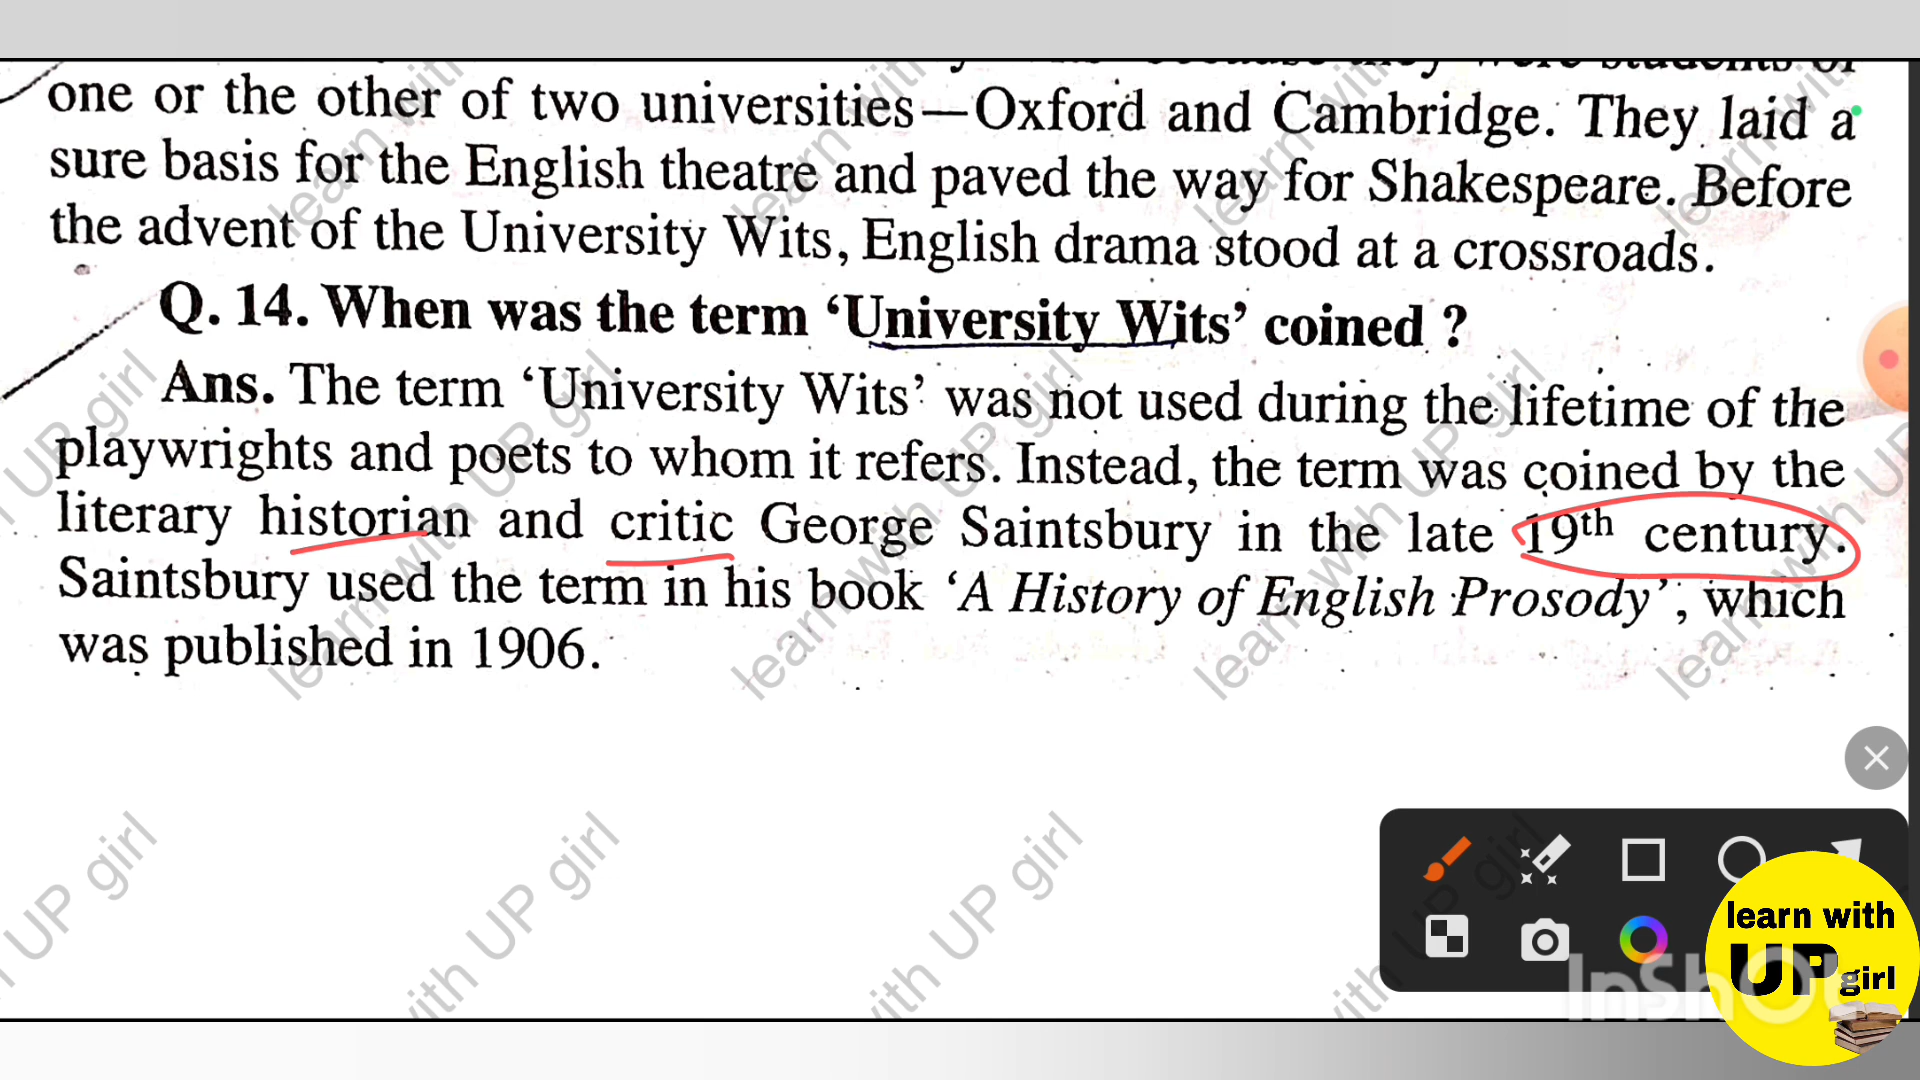 one or the other of two universities—Oxford and Cambridge. They laid a
sure basis for the English theatre and paved the way for Shakespeare. Before
the advent of the University Wits, English drama stood at a crossroads.
Q. 14. When was the term ‘University Wits’ coined ?
Ans. The term ‘University Wits’ was not used during the lifetime of the
playwrights and poets to whom it refers. Instead, the term was coined by the
literary historian and critic George Saintsbury in the late 19th century.
Saintsbury used the term in his book ‘A History of English Prosody’, which
was published in 1906.
learn with UP girl
InShOt
learn with
UP girl